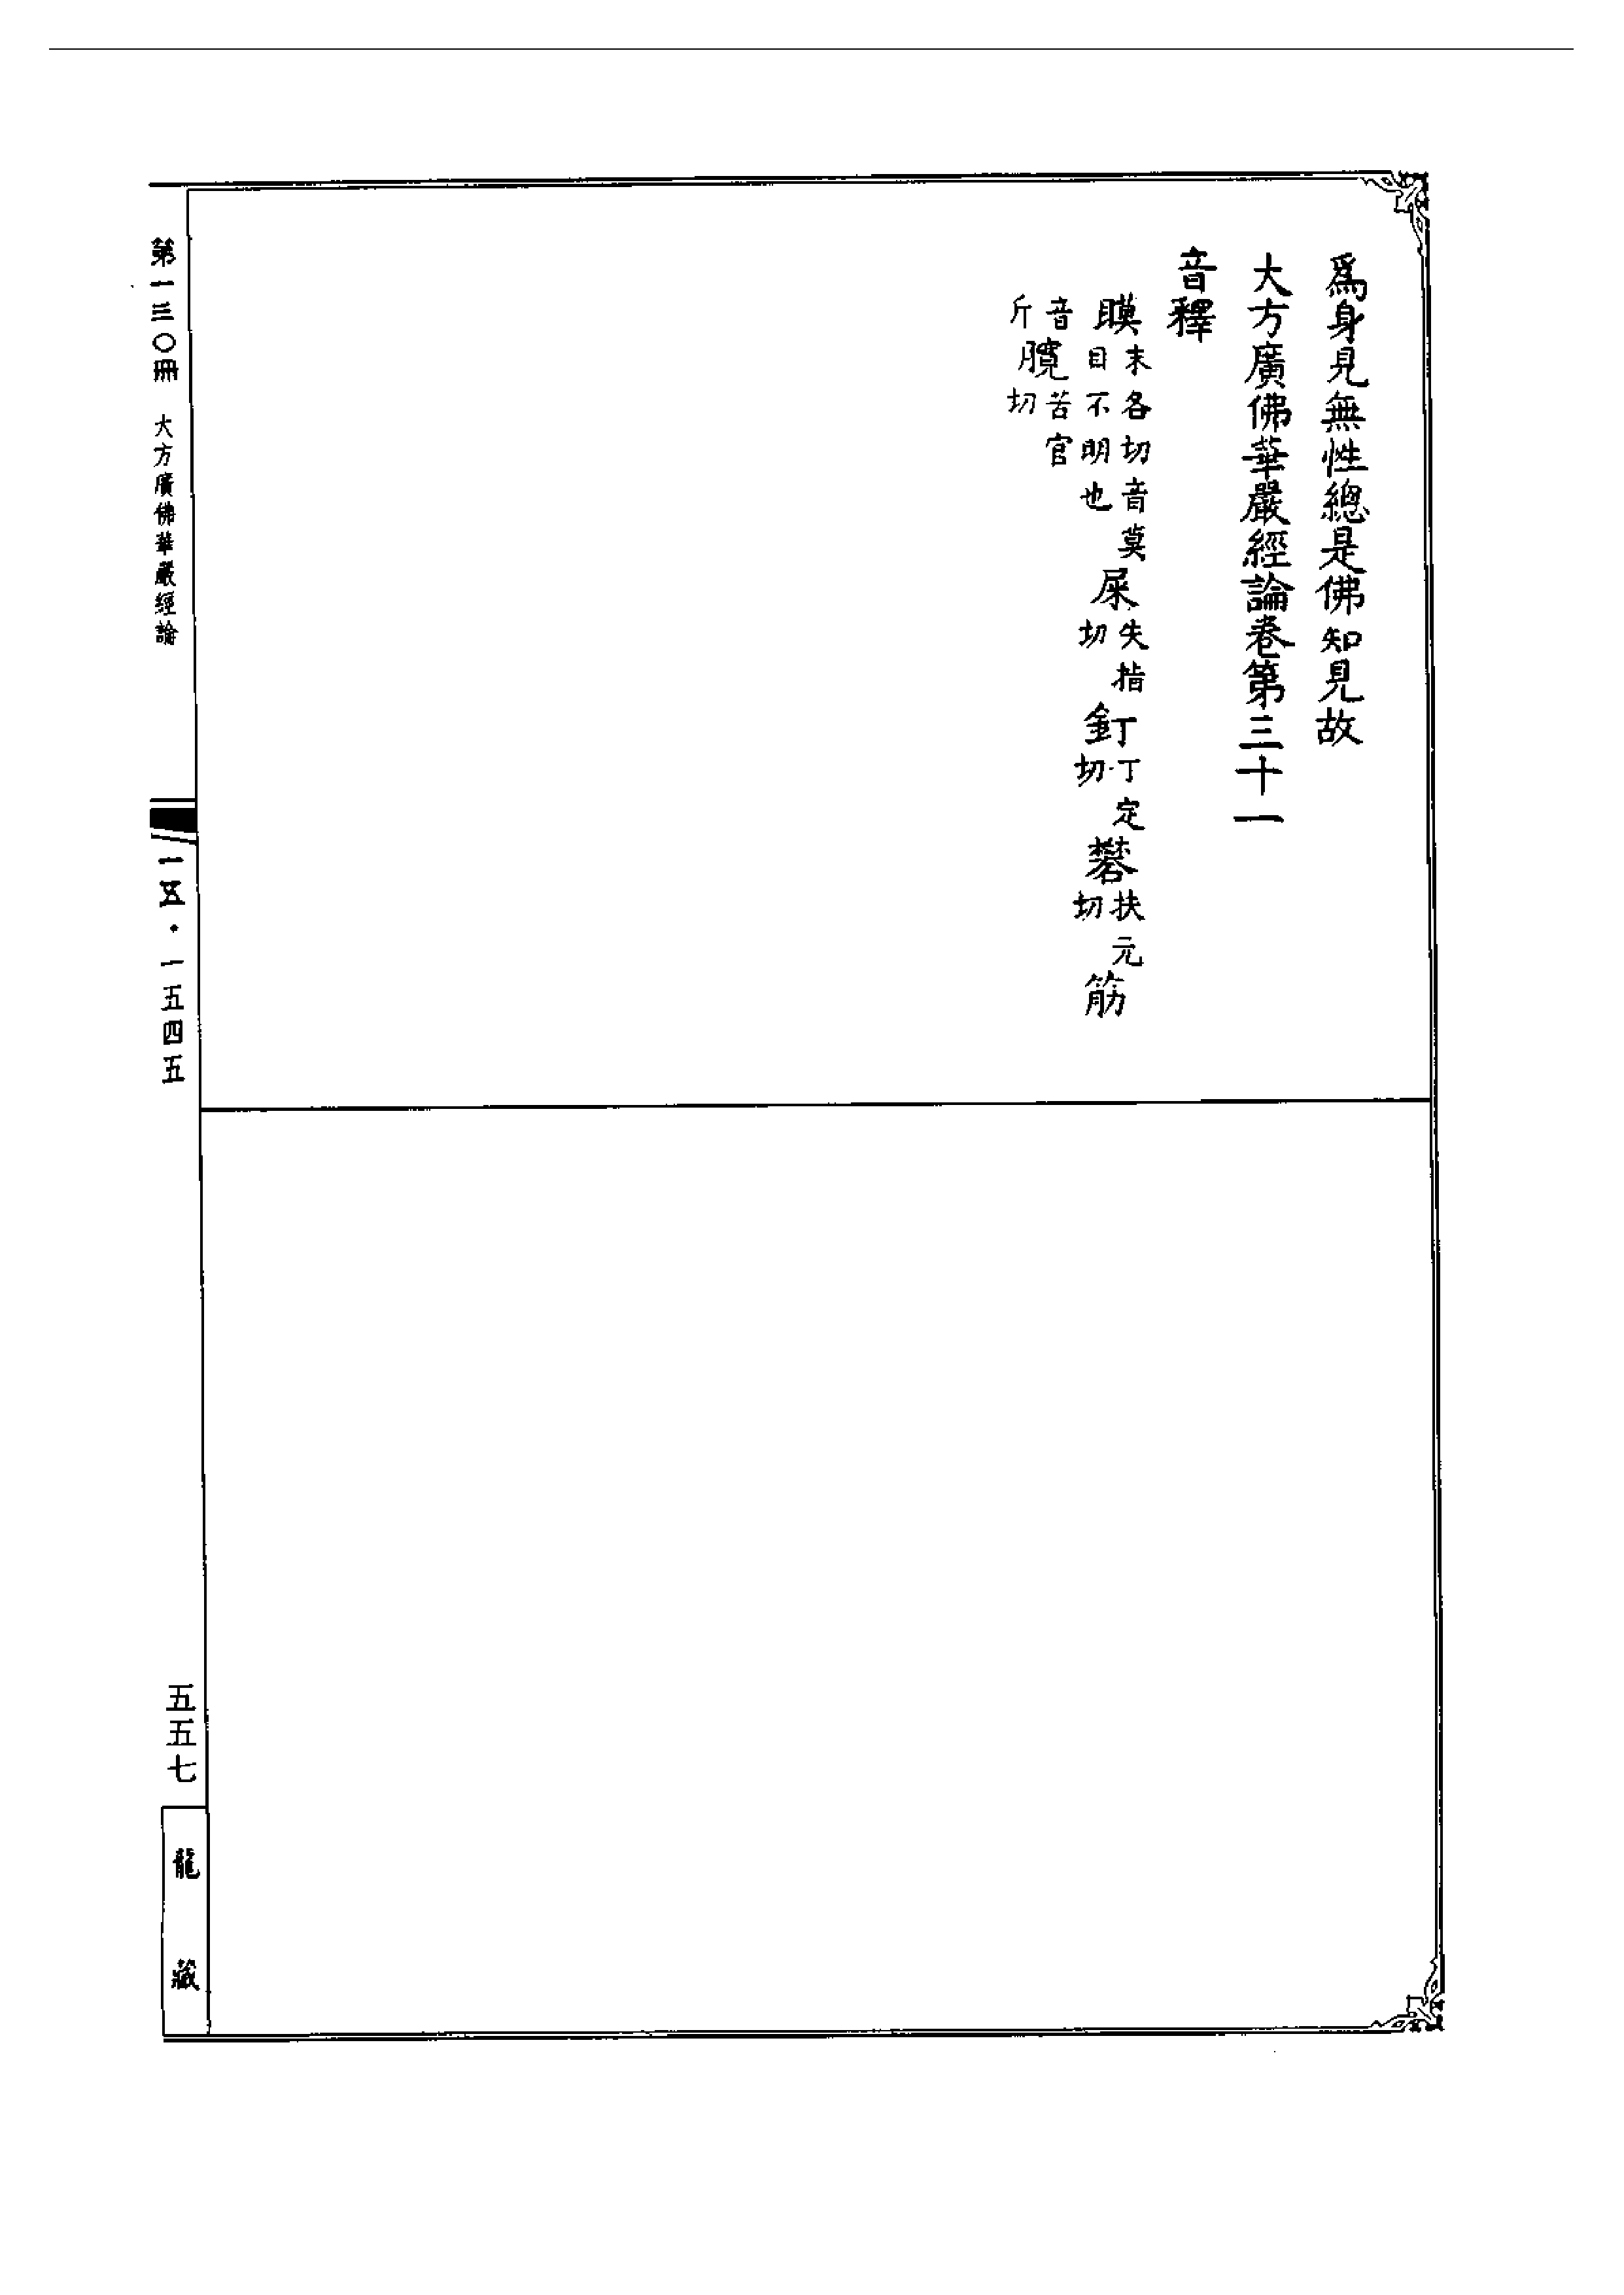 爲身見無性總是佛知見故
大方廣佛華嚴經論卷第三十一
音釋
瞙末各切音莫目不明也 屎失指切 釘丁定切 礬扶元切 筋
音斤 髖苦官切
第一三〇冊 大方廣佛華嚴經論
一五·一五四五
五五七
龍藏